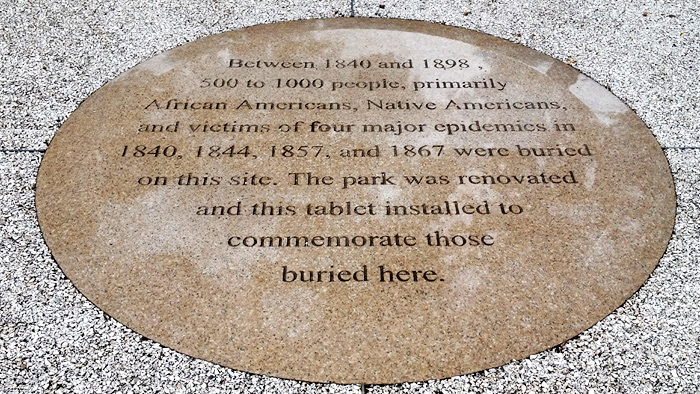 Between 1840 and 1898 ,
500 to 1000 people, primarily
African Americans, Native Americans,
and victims of four major epidemics in
1840, 1844, 1857, and 1867 were buried
on this site. The park was renovated
and this tablet installed to
commemorate those
buried here.